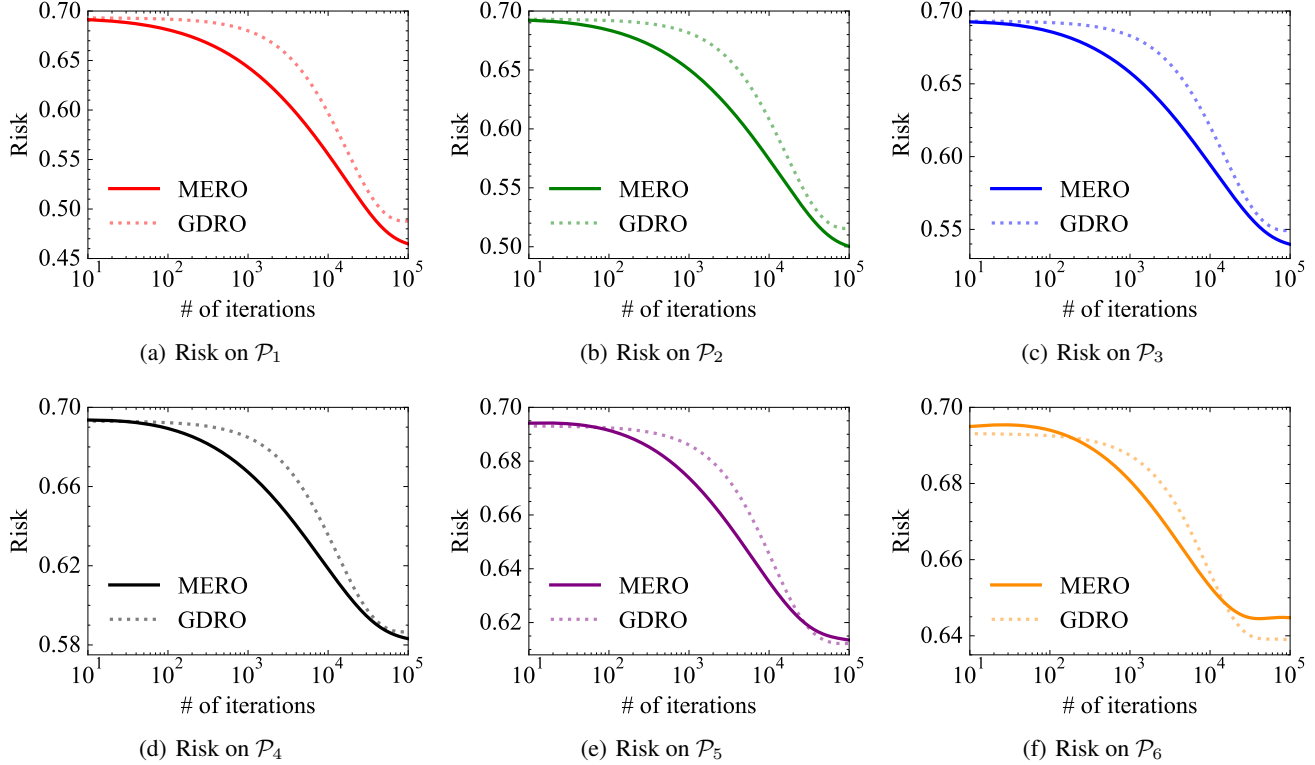 0.70
0.65
0.60
0.55
0.50
0.45
Risk
MERO
GDRO
10^1 10^2 10^3 10^4 10^5
# of iterctions
(a) Risk on P_1
0.70
0.65
0.60
0.55
0.50
Risk
MERO
GDRO
10^1 10^2 10^3 10^4 10^5
# of iterations
(b) Risk on P_2
0.70
0.65
0.60
0.55
Risk
MERO
GDRO
10^1 10^2 10^3 10^4 10^5
# of iterations
(c) Risk on P_3
0.70
0.66
0.62
0.58
Risk
MERO
GDRO
10^1 10^2 10^3 10^4 10^5
# of iterations
(d) Risk on P_4
0.70
0.68
0.66
0.64
0.62
Risk
MERO
GDRO
10^1 10^2 10^3 10^4 10^5
# of iterations
(e) Risk on P_5
0.70
0.68
0.66
0.64
Risk
MERO
GDRO
10^1 10^2 10^3 10^4 10^5
# of iterations
(f) Risk on P_6